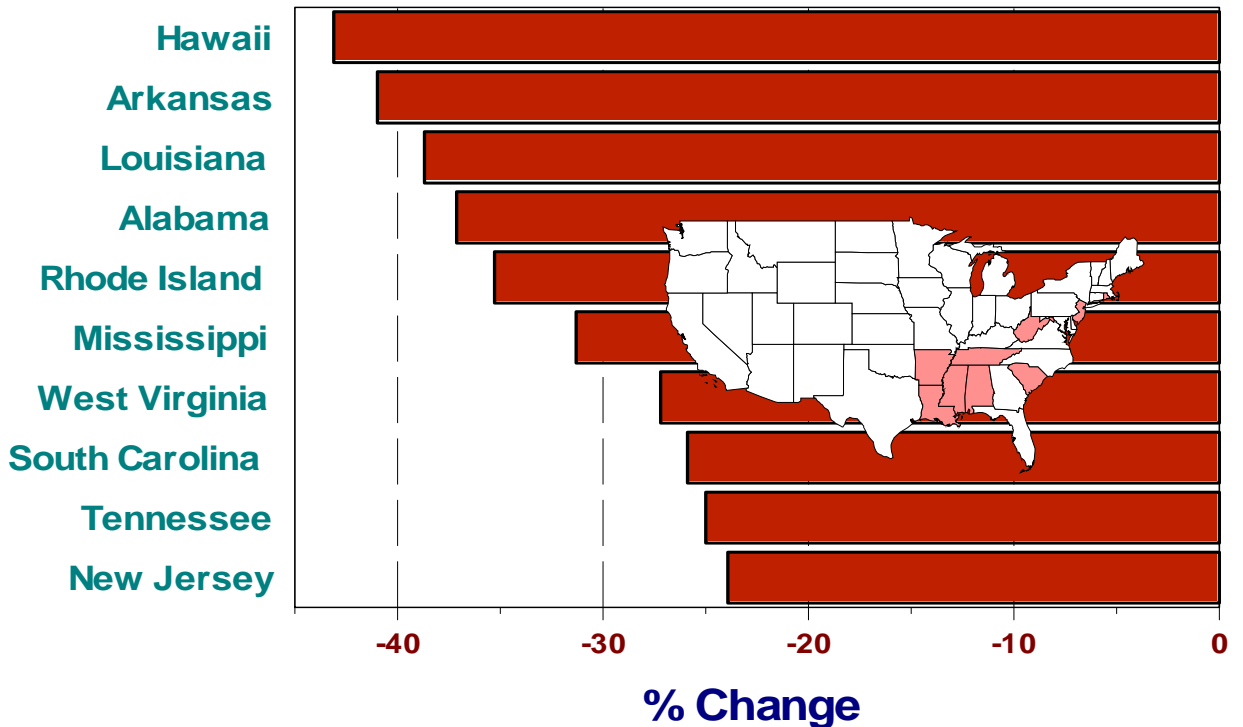 Hawaii
Arkansas
Louisiana
Alabama
Rhode Island
Mississippi
West Virginia
South Carolina
Tennessee
New Jersey
-40 -30 -20 -10 0
% Change